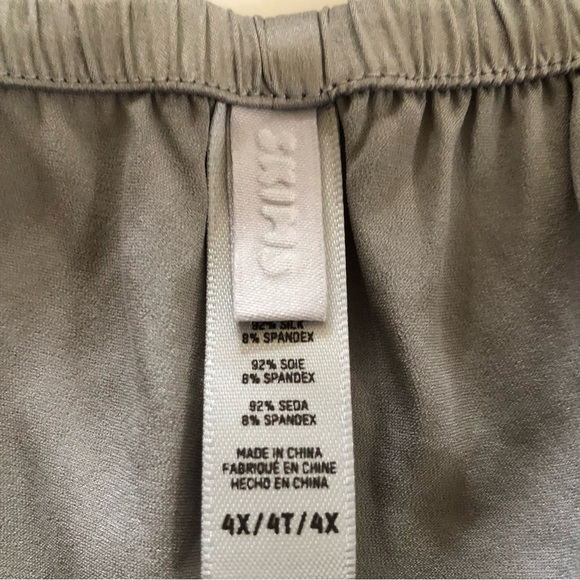 SKIMS
92% SILK
8% SPANDEX
92% SOIE
8% SPANDEX
92% SEDA
8% SPANDEX
MADE IN CHINA
FABRIQUÉ EN CHINE
HECHO EN CHINA
4X/4T/4X